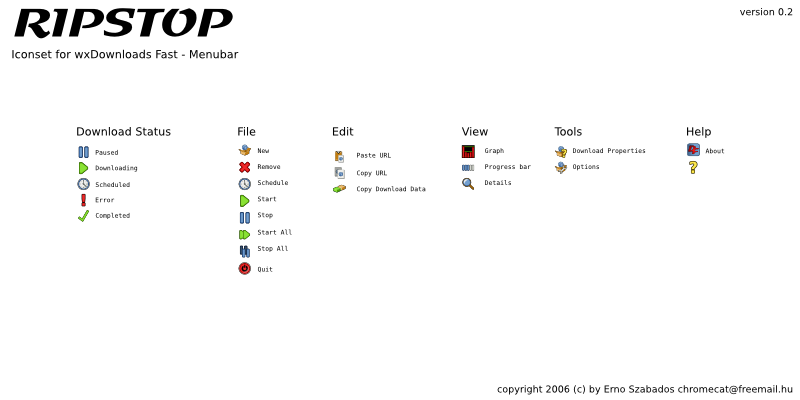 RIPSTOP
version 0.2
Iconset for wxDownloads Fast - Menubar
Download Status
Paused
Downloading
Scheduled
Error
Completed
File
New
Remove
Schedule
Start
Stop
Start All
Stop All
Quit
Edit
Paste URL
Copy URL
Copy Download Data
View
Graph
Progress bar
Details
Tools
Download Properties
Options
Help
About
copyright 2006 (c) by Erno Szabados chromecat@freemail.hu